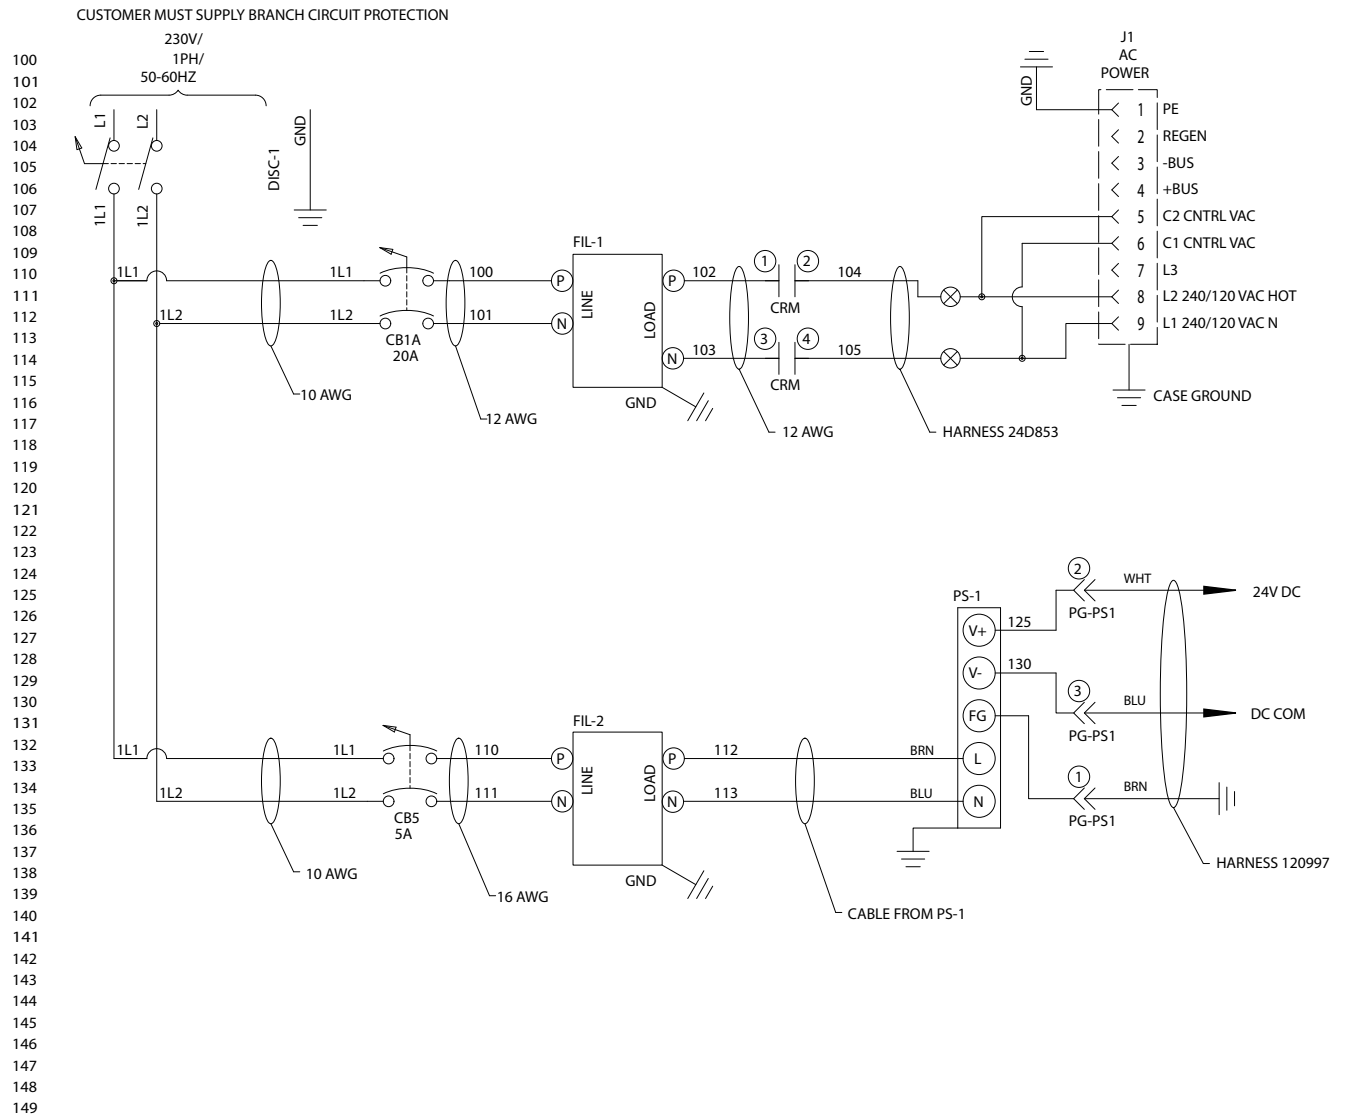 CUSTOMER MUST SUPPLY BRANCH CIRCUIT PROTECTION
230V/
1PH/
50-60HZ
100
101
102
103
104
105
106
107
108
109
110
111
112
113
114
115
116
117
118
119
120
121
122
123
124
125
126
127
128
129
130
131
132
133
134
135
136
137
138
139
140
141
142
143
144
145
146
147
148
149
L1
L2
1L1
1L2
DISC-1
GND
1L1
1L1
1L2
1L2
10 AWG
CB1A
20A
100
101
12 AWG
FIL-1
P
N
LINE
LOAD
P
N
GND
102
103
1
2
CRM
3
4
CRM
12 AWG
104
105
HARNESS 24D853
GND
J1
AC
POWER
1 PE
2 REGEN
3 -BUS
4 +BUS
5 C2 CNTRL VAC
6 C1 CNTRL VAC
7 L3
8 L2 240/120 VAC HOT
9 L1 240/120 VAC N
CASE GROUND
1L1
1L1
1L2
1L2
10 AWG
CB5
5A
110
111
16 AWG
FIL-2
P
N
LINE
LOAD
P
N
GND
112
113
CABLE FROM PS-1
BRN
BLU
PS-1
V+
V-
FG
L
N
125
130
2
PG-PS1
WHT
24V DC
3
PG-PS1
BLU
DC COM
1
PG-PS1
BRN
HARNESS 120997